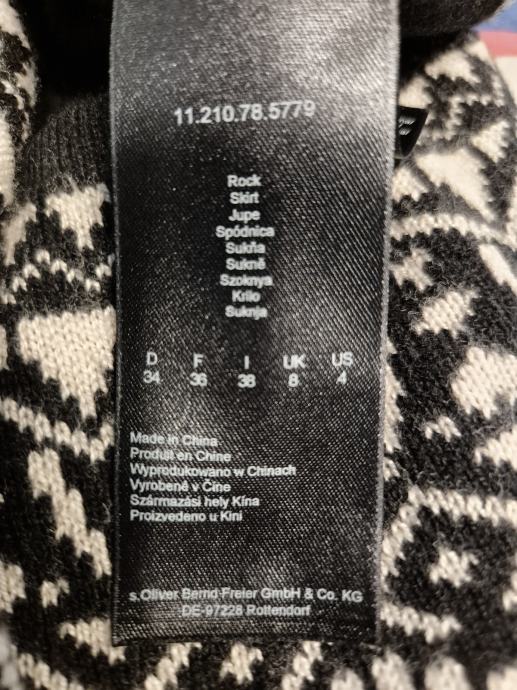 11.210.78.5779
Rock
Skirt
Jupe
Spódnica
Sukňa
Sukně
Szoknya
Krilo
Suknja
D F I UK US
34 36 38 8 4
Made in China
Produit en Chine
Wyprodukowano w Chinach
Vyrobené v Číne
Származási hely Kína
Proizvedeno u Kini
s.Oliver Bernd Freier GmbH & Co. KG
DE-97228 Rottendorf